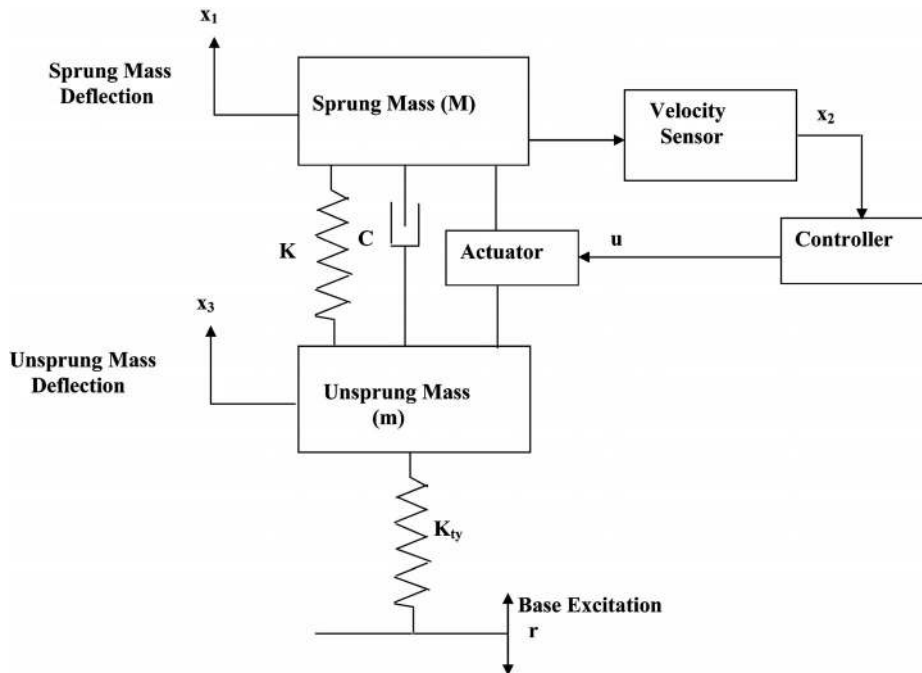 x1
Sprung Mass
Deflection
Sprung Mass (M)
Velocity
Sensor
x2
K
C
Actuator
u
Controller
x3
Unsprung Mass
Deflection
Unsprung Mass
(m)
Kty
Base Excitation
r